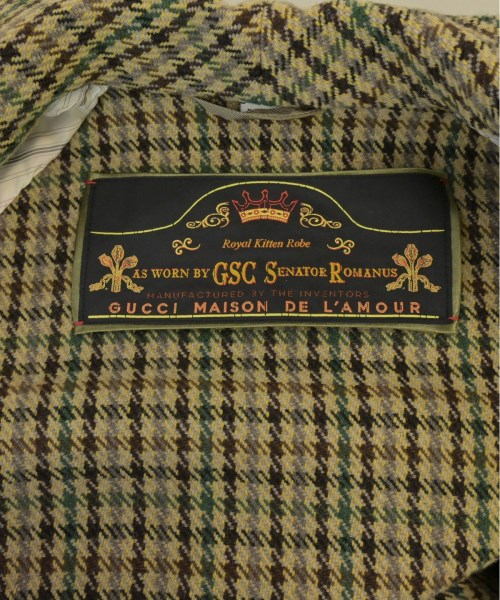 Royal Kitten Robe
AS WORN BY GSC SENATOR ROMANUS
MANUFACTURED BY THE INVENTORS
GUCCI MAISON DE L'AMOUR